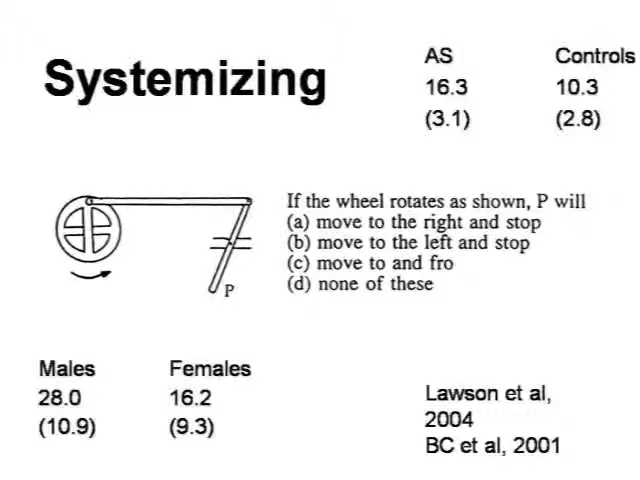 Systemizing
AS Controls
16.3 10.3
(3.1) (2.8)
If the wheel rotates as shown, P will
(a) move to the right and stop
(b) move to the left and stop
(c) move to and fro
(d) none of these
P
Males Females
28.0 16.2
(10.9) (9.3)
Lawson et al,
2004
BC et al, 2001